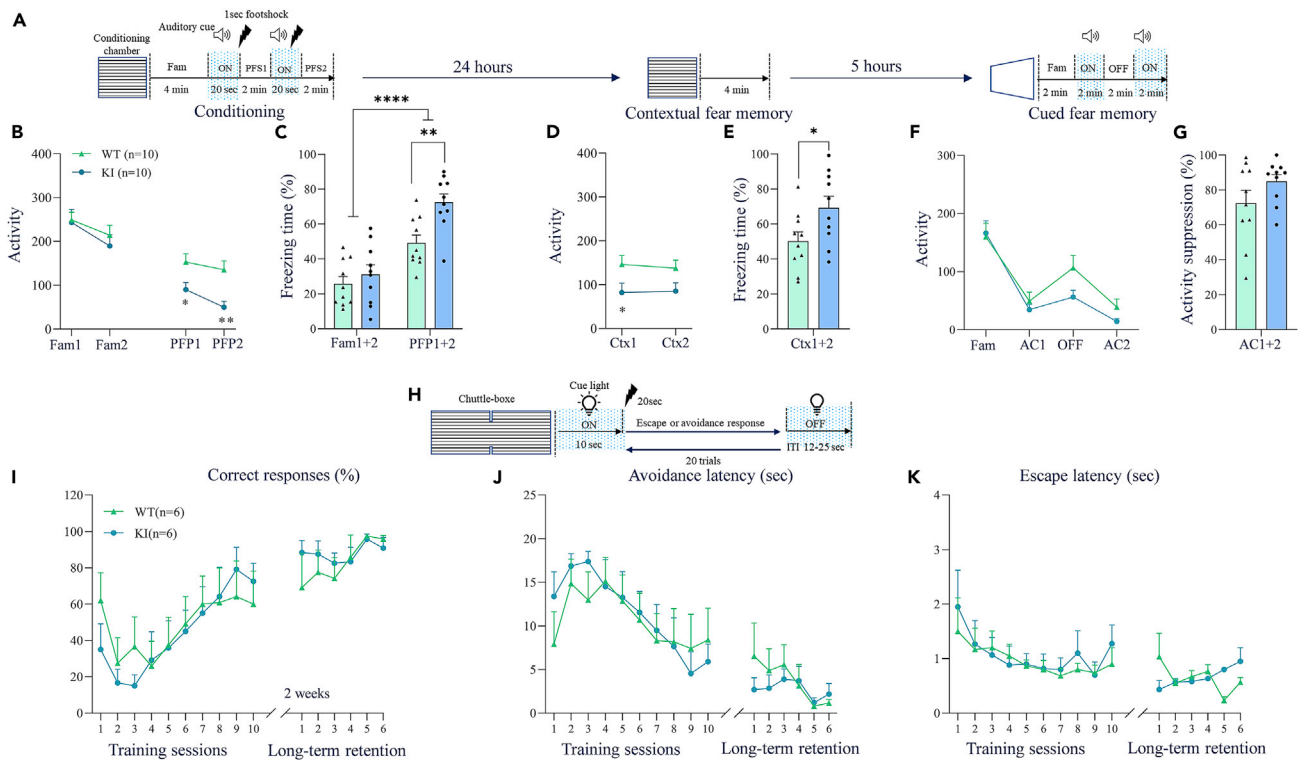 A
1sec footshock
Auditory cue
Conditioning
chamber
Fam ON PFS1 ON PFS2
4 min 20 sec 2 min 20 sec 2 min
Conditioning
24 hours
4 min
Contextual fear memory
5 hours
Fam ON OFF ON
2 min 2 min 2 min 2 min
Cued fear memory
B
Activity
400
300
200
100
0
WT (n=10)
KI (n=10)
*
**
Fam1 Fam2 PFP1 PFP2
C
Freezing time (%)
100
80
60
40
20
0
****
**
Fam1+2 PFP1+2
D
Activity
400
300
200
100
0
*
Ctx1 Ctx2
E
Freezing time (%)
100
80
60
40
20
0
*
Ctx1+2
F
Activity
300
200
100
0
Fam AC1 OFF AC2
G
Activity suppression (%)
100
80
60
40
20
0
AC1+2
H
Chuttle-boxe
Cue light
ON
10 sec
20sec
Escape or avoidance response
20 trials
OFF
ITI 12-25 sec
I
Correct responses (%)
120
100
80
60
40
20
0
WT(n=6)
KI(n=6)
2 weeks
1 2 3 4 5 6 7 8 9 10 1 2 3 4 5 6
Training sessions Long-term retention
J
Avoidance latency (sec)
25
20
15
10
5
0
1 2 3 4 5 6 7 8 9 10 1 2 3 4 5 6
Training sessions Long-term retention
K
Escape latency (sec)
4
3
2
1
0
1 2 3 4 5 6 7 8 9 10 1 2 3 4 5 6
Training sessions Long-term retention